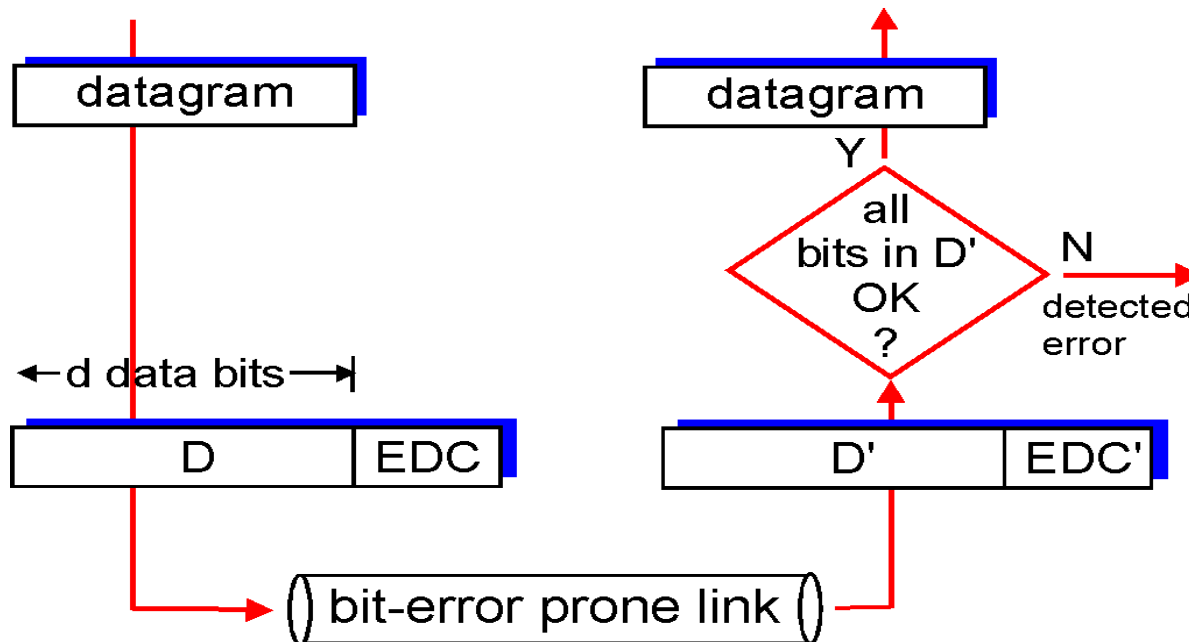 datagram
d data bits
D
EDC
bit-error prone link
datagram
Y
all
bits in D'
OK
?
N
detected
error
D'
EDC'